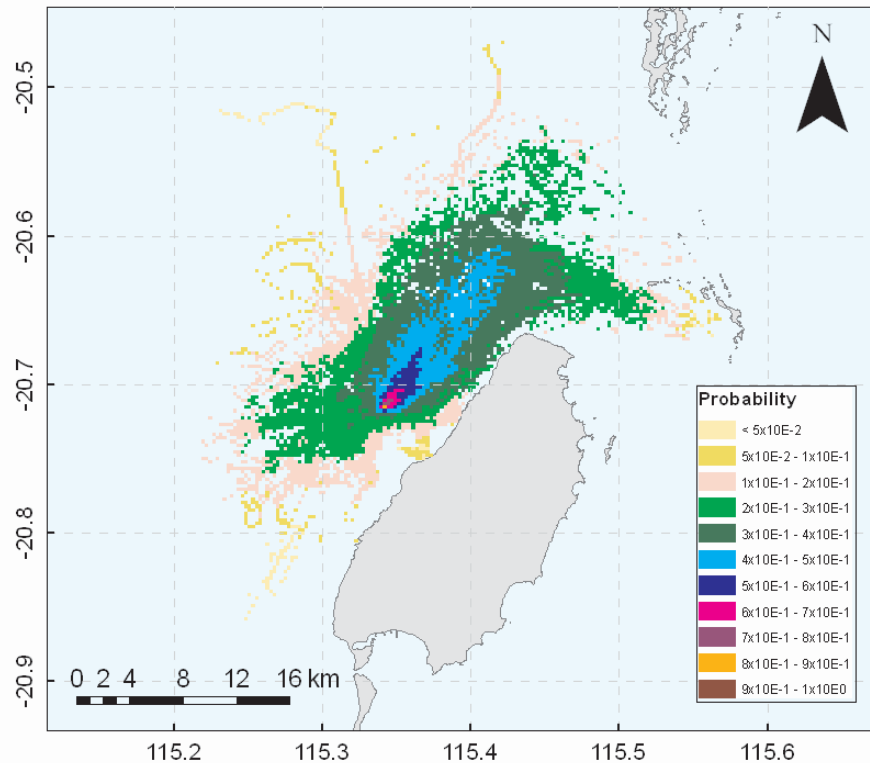 N
-20.5
-20.6
-20.7
-20.8
-20.9
Probability
< 5x10E-2
5x10E-2 - 1x10E-1
1x10E-1 - 2x10E-1
2x10E-1 - 3x10E-1
3x10E-1 - 4x10E-1
4x10E-1 - 5x10E-1
5x10E-1 - 6x10E-1
6x10E-1 - 7x10E-1
7x10E-1 - 8x10E-1
8x10E-1 - 9x10E-1
9x10E-1 - 1x10E0
0 2 4 8 12 16 km
115.2 115.3 115.4 115.5 115.6